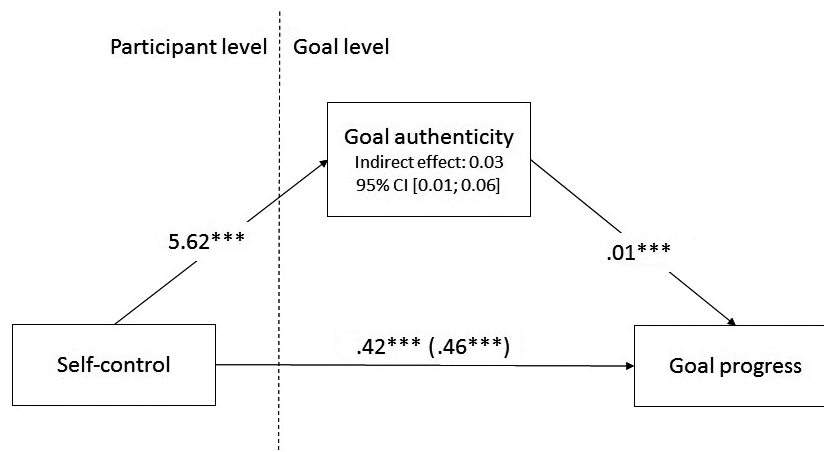 Participant level
Goal level
Goal authenticity
Indirect effect: 0.03
95% CI [0.01; 0.06]
5.62***
.01***
Self-control
.42*** (.46***)
Goal progress